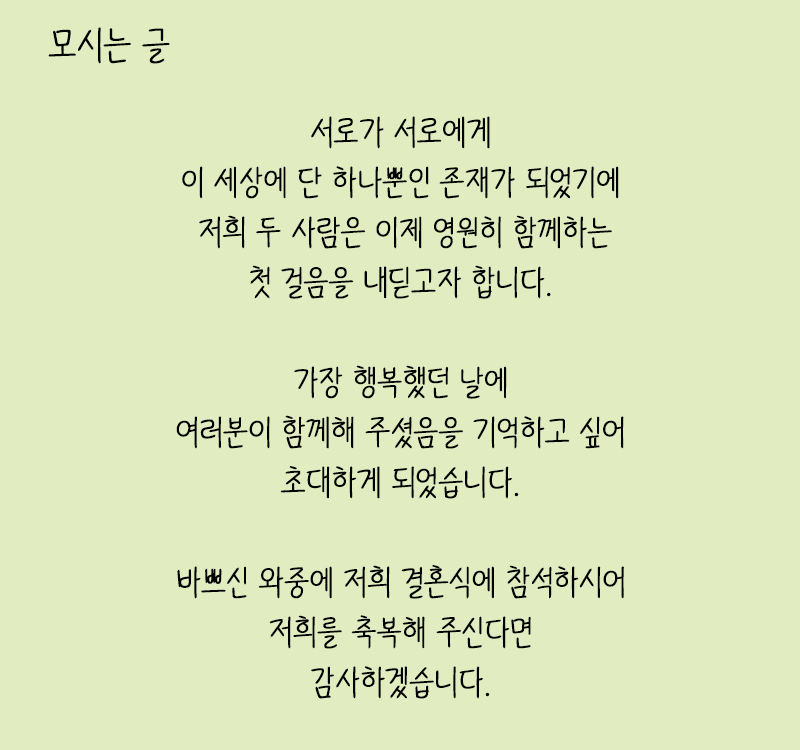 모시는 글
서로가 서로에게
이 세상에 단 하나뿐인 존재가 되었기에
저희 두 사람은 이제 영원히 함께하는
첫 걸음을 내딛고자 합니다.
가장 행복했던 날에
여러분이 함께해 주셨음을 기억하고 싶어
초대하게 되었습니다.
바쁘신 와중에 저희 결혼식에 참석하시어
저희를 축복해 주신다면
감사하겠습니다.